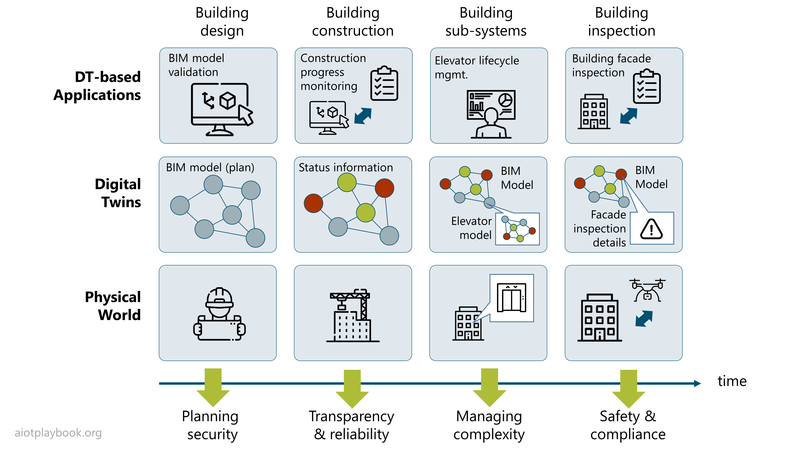 Building
design
Building
construction
Building
sub-systems
Building
inspection
DT-based
Applications
BIM model
validation
Construction
progress
monitoring
Elevator lifecycle
mgmt.
Building facade
inspection
Digital
Twins
BIM model (plan)
Status information
BIM
Model
Elevator
model
BIM
Model
Facade
inspection
details
Physical
World
time
Planning
security
Transparency
& reliability
Managing
complexity
Safety &
compliance
aiotplaybook.org